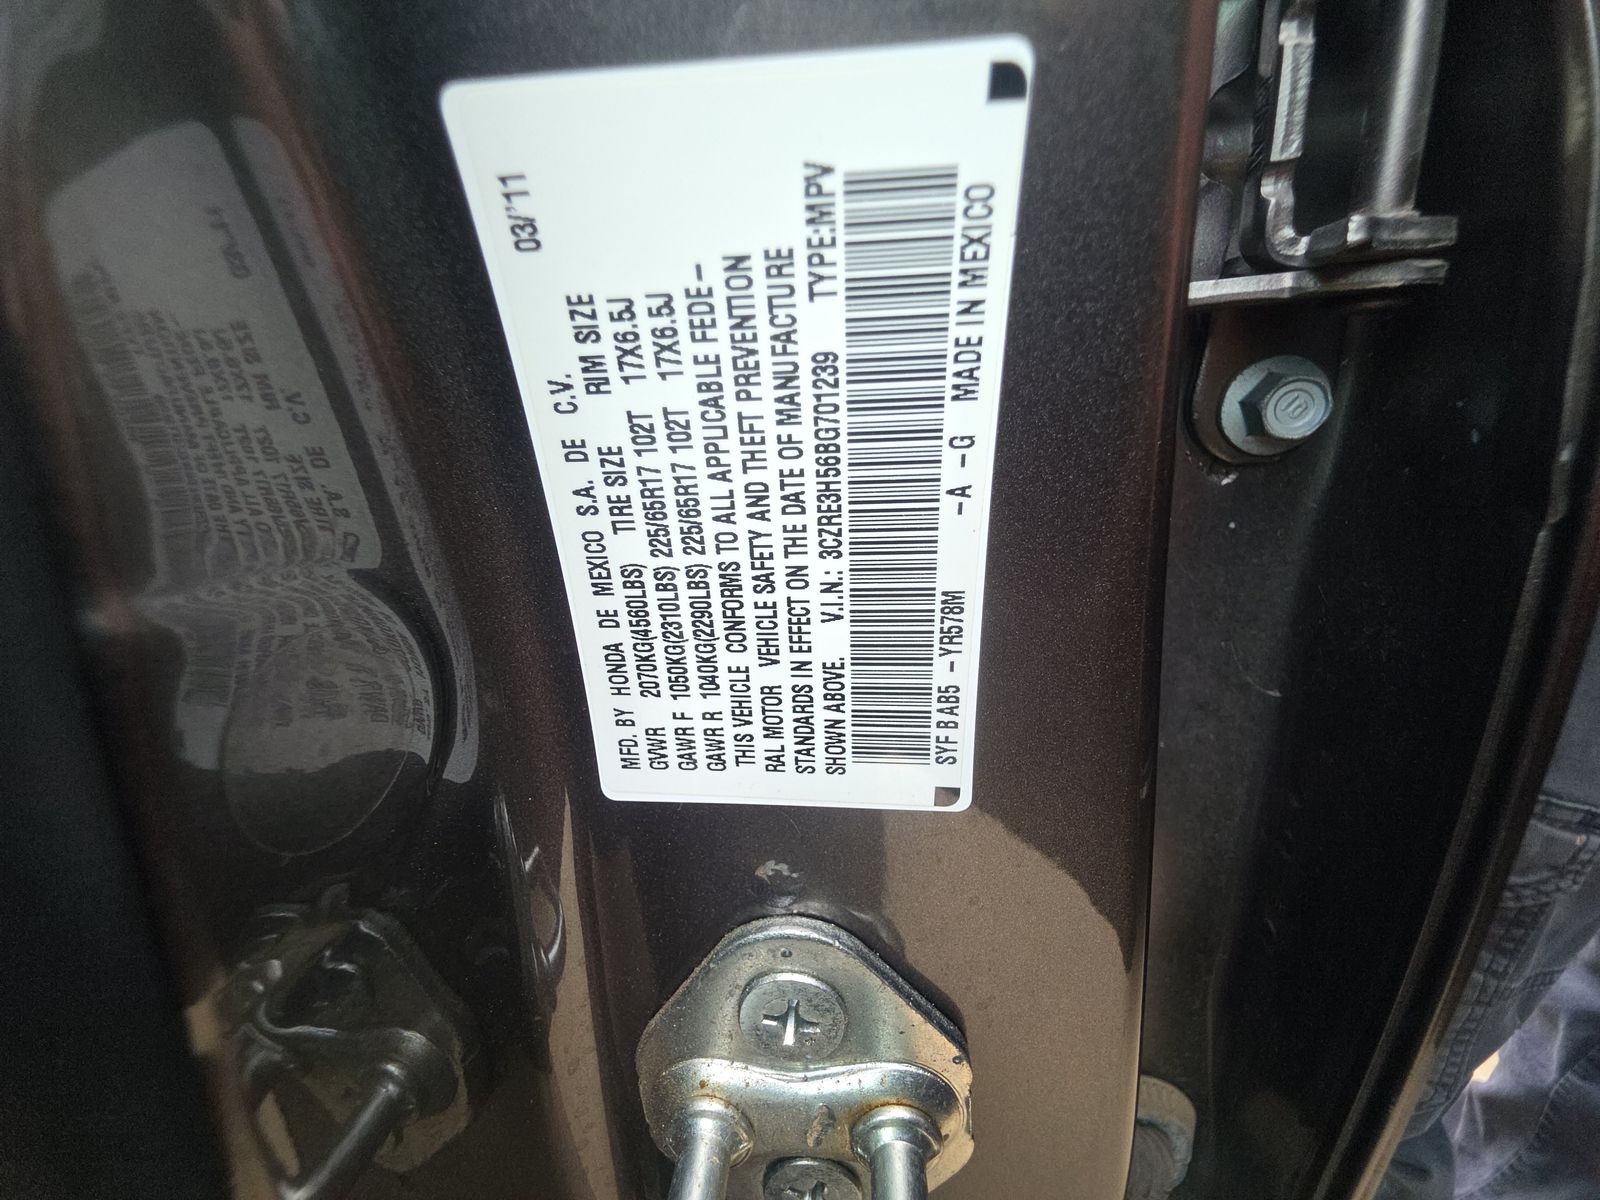 03/'11
MFD. BY HONDA DE MEXICO S.A. DE C.V.
GVWR 2070KG(4560LBS) TIRE SIZE RIM SIZE
GAWR F 1050KG(2310LBS) 225/65R17 102T 17X6.5J
GAWR R 1040KG(2290LBS) 225/65R17 102T 17X6.5J
THIS VEHICLE CONFORMS TO ALL APPLICABLE FEDE-
RAL MOTOR VEHICLE SAFETY AND THEFT PREVENTION
STANDARDS IN EFFECT ON THE DATE OF MANUFACTURE
SHOWN ABOVE. V.I.N.: 3CZRE3H56BG701239 TYPE:MPV
SYF B AB5 - YR578M -A -G MADE IN MEXICO